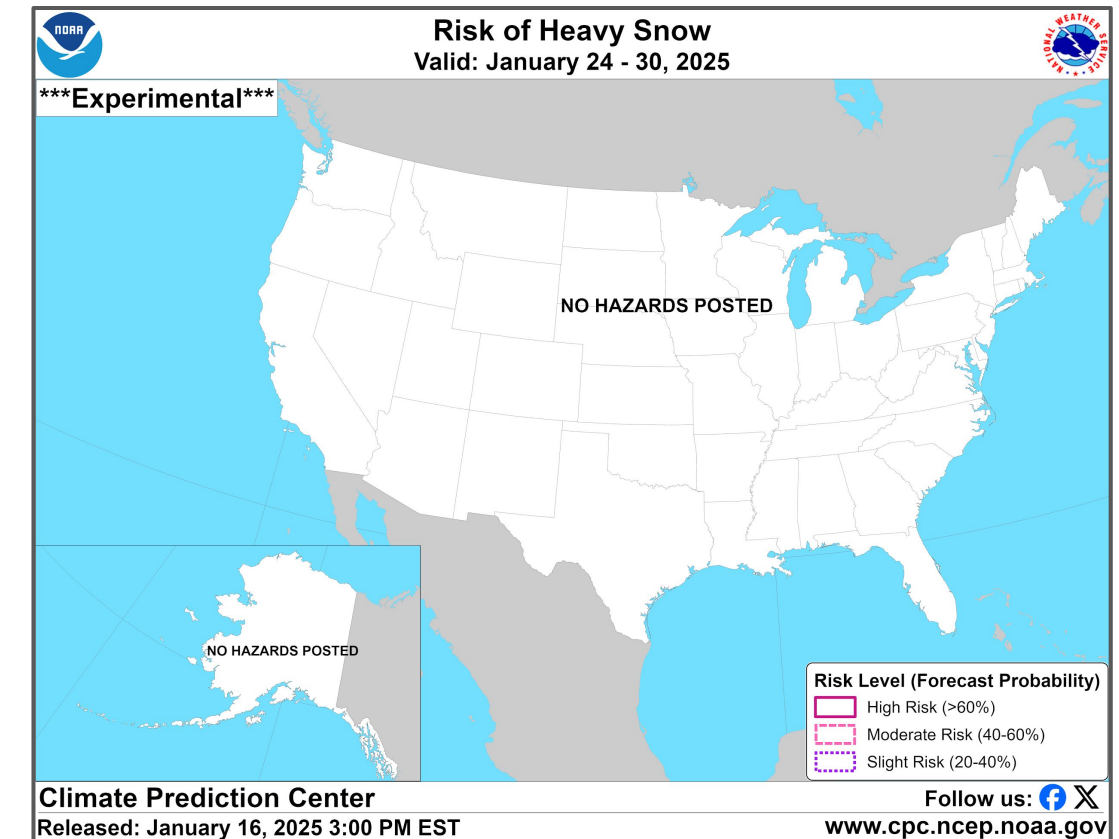 NOAA
Risk of Heavy Snow
Valid: January 24 - 30, 2025
NATIONAL WEATHER SERVICE
***Experimental***
NO HAZARDS POSTED
NO HAZARDS POSTED
Risk Level (Forecast Probability)
High Risk (>60%)
Moderate Risk (40-60%)
Slight Risk (20-40%)
Climate Prediction Center
Follow us:
Released: January 16, 2025 3:00 PM EST
www.cpc.ncep.noaa.gov